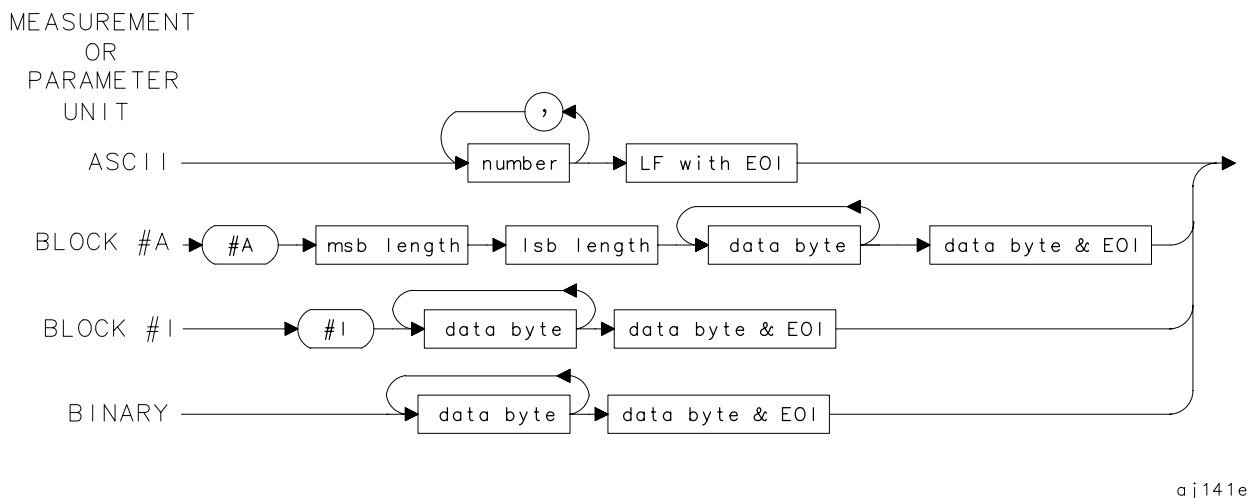 MEASUREMENT
OR
PARAMETER
UNIT
,
ASCII number LF with EOI
BLOCK #A #A msb length lsb length data byte data byte & EOI
BLOCK #I #I data byte data byte & EOI
BINARY data byte data byte & EOI
aj141e